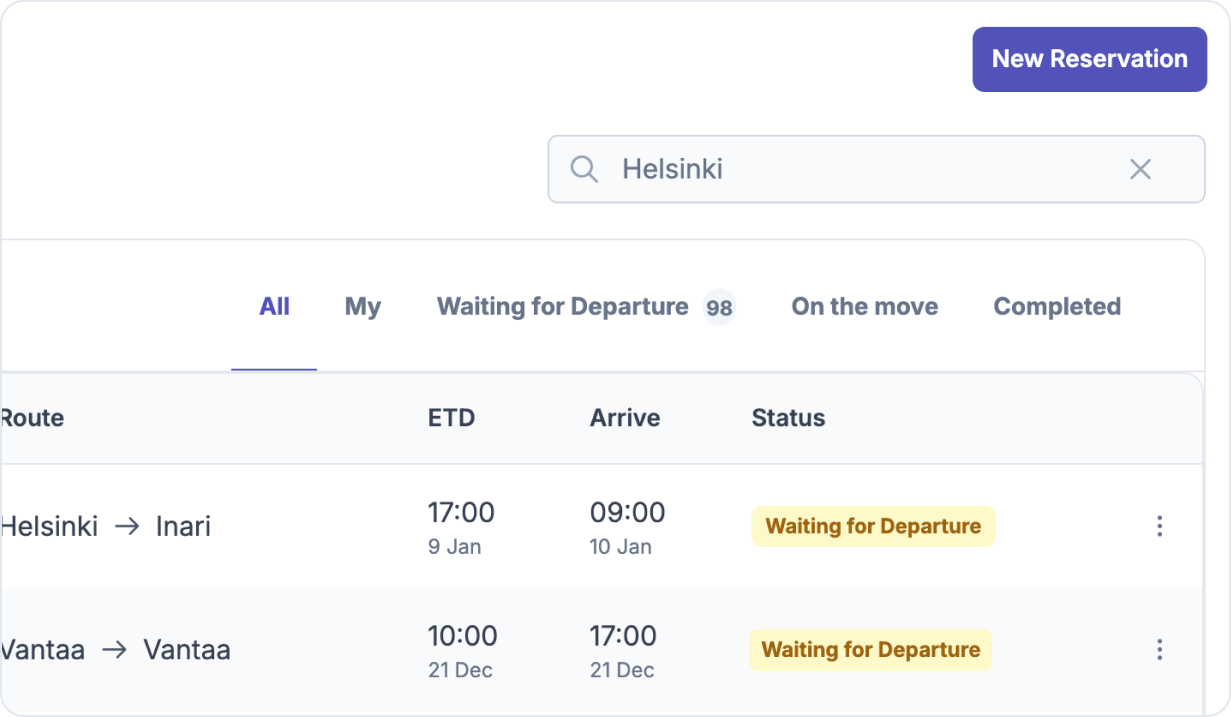 New Reservation
Helsinki
All My Waiting for Departure 98 On the move Completed
Route ETD Arrive Status
Helsinki → Inari 17:00 09:00 Waiting for Departure
9 Jan 10 Jan
Vantaa → Vantaa 10:00 17:00 Waiting for Departure
21 Dec 21 Dec